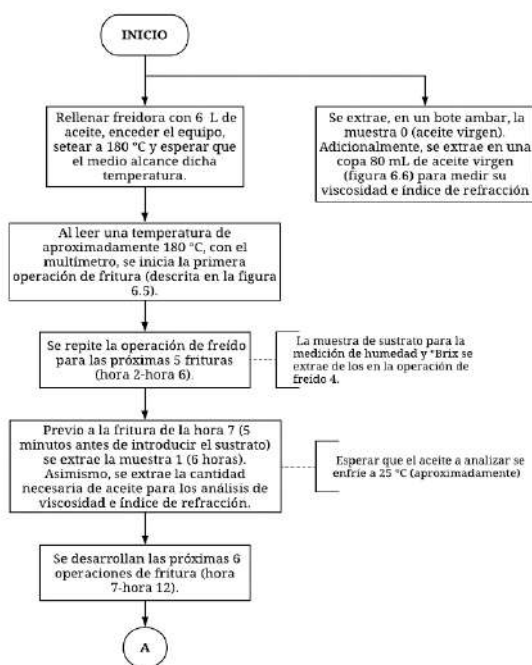 INICIO
Rellenar freidora con 6 L de
aceite, enceder el equipo,
setear a 180 °C y esperar que
el medio alcance dicha
temperatura.
Se extrae, en un bote ambar, la
muestra 0 (aceite virgen).
Adicionalmente, se extrae en una
copa 80 mL de aceite virgen
(figura 6.6) para medir su
viscosidad e índice de refracción
Al leer una temperatura de
aproximadamente 180 °C, con el
multímetro, se inicia la primera
operación de fritura (descrita en la figura
6.5).
Se repite la operación de freído
para las próximas 5 frituras
(hora 2-hora 6).
La muestra de sustrato para la
medición de humedad y °Brix se
extrae de los en la operación de
freído 4.
Previo a la fritura de la hora 7 (5
minutos antes de introducir el sustrato)
se extrae la muestra 1 (6 horas).
Asimismo, se extrae la cantidad
necesaria de aceite para los análisis de
viscosidad e índice de refracción.
Esperar que el aceite a analizar se
enfríe a 25 °C (aproximadamente)
Se desarrollan las próximas 6
operaciones de fritura (hora
7-hora 12).
A